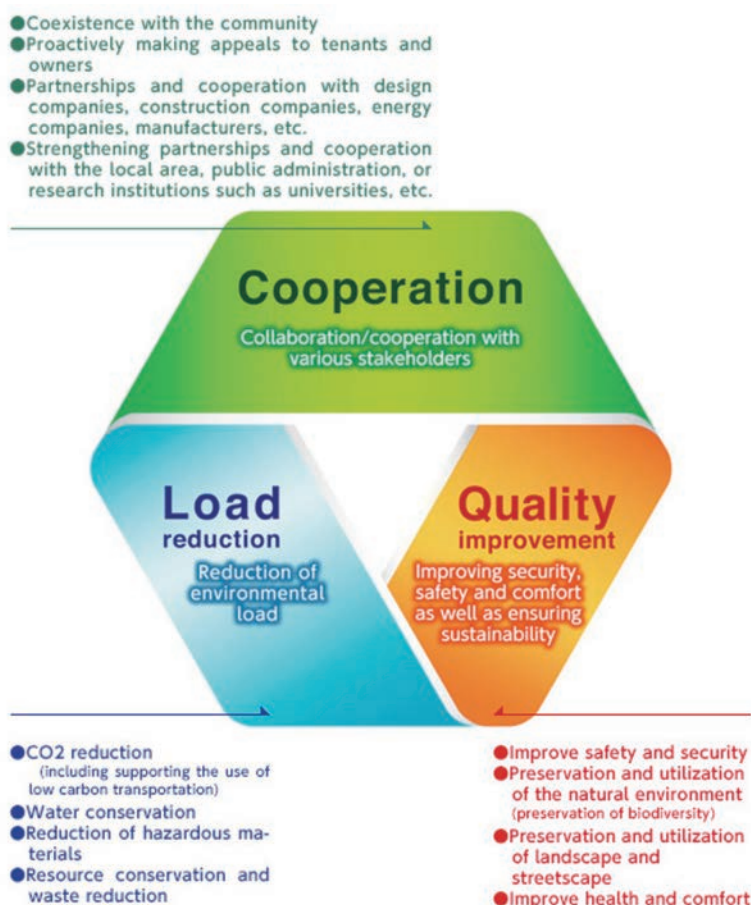 ●Coexistence with the community
●Proactively making appeals to tenants and
owners
●Partnerships and cooperation with design
companies, construction companies, energy
companies, manufacturers, etc.
●Strengthening partnerships and cooperation
with the local area, public administration, or
research institutions such as universities, etc.
Cooperation
Collaboration/cooperation with
various stakeholders
Load
reduction
Reduction of
environmental
load
Quality
improvement
Improving security,
safety and comfort
as well as ensuring
sustainability
●CO2 reduction
(including supporting the use of
low carbon transportation)
●Water conservation
●Reduction of hazardous ma-
terials
●Resource conservation and
waste reduction
●Improve safety and security
●Preservation and utilization
of the natural environment
(preservation of biodiversity)
●Preservation and utilization
of landscape and
streetscape
●Improve health and comfort